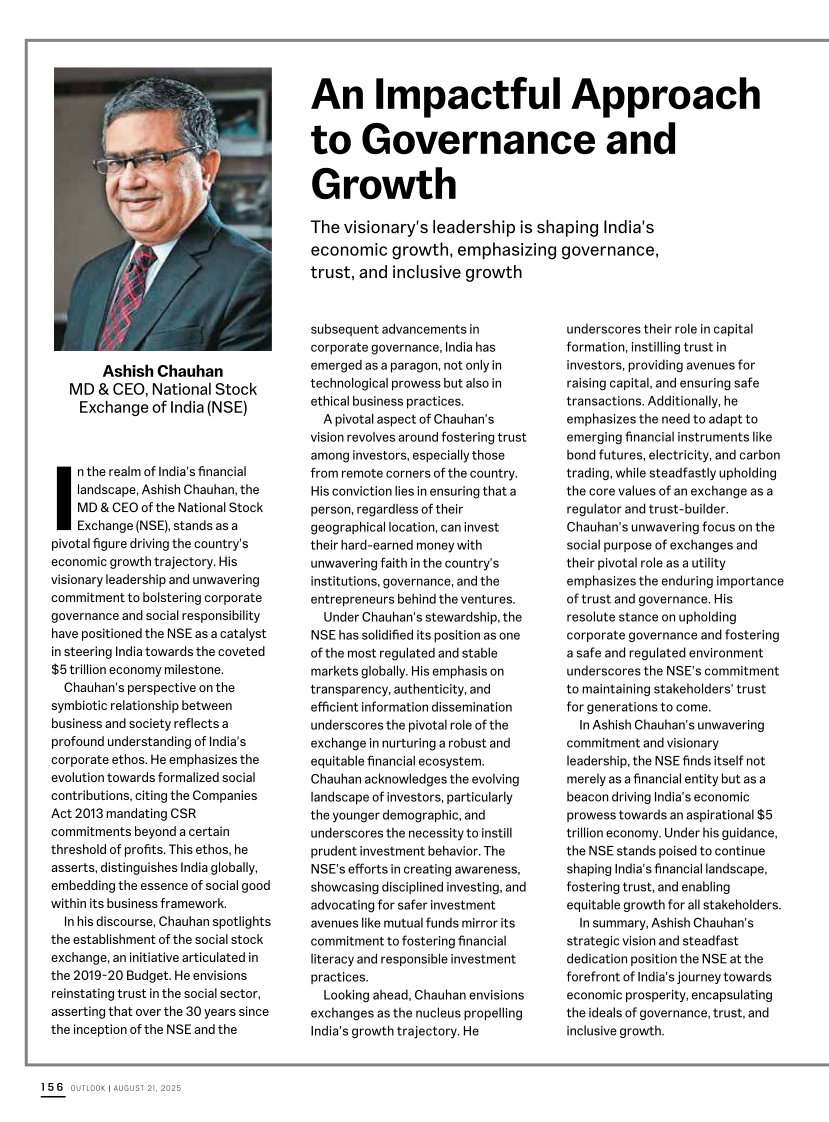 An Impactful Approach
to Governance and
Growth
The visionary's leadership is shaping India's
economic growth, emphasizing governance,
trust, and inclusive growth
Ashish Chauhan
MD & CEO, National Stock
Exchange of India (NSE)
In the realm of India's financial
landscape, Ashish Chauhan, the
MD & CEO of the National Stock
Exchange (NSE), stands as a
pivotal figure driving the country's
economic growth trajectory. His
visionary leadership and unwavering
commitment to bolstering corporate
governance and social responsibility
have positioned the NSE as a catalyst
in steering India towards the coveted
$5 trillion economy milestone.
Chauhan's perspective on the
symbiotic relationship between
business and society reflects a
profound understanding of India's
corporate ethos. He emphasizes the
evolution towards formalized social
contributions, citing the Companies
Act 2013 mandating CSR
commitments beyond a certain
threshold of profits. This ethos, he
asserts, distinguishes India globally,
embedding the essence of social good
within its business framework.
In his discourse, Chauhan spotlights
the establishment of the social stock
exchange, an initiative articulated in
the 2019-20 Budget. He envisions
reinstating trust in the social sector,
asserting that over the 30 years since
the inception of the NSE and the
subsequent advancements in
corporate governance, India has
emerged as a paragon, not only in
technological prowess but also in
ethical business practices.
A pivotal aspect of Chauhan's
vision revolves around fostering trust
among investors, especially those
from remote corners of the country.
His conviction lies in ensuring that a
person, regardless of their
geographical location, can invest
their hard-earned money with
unwavering faith in the country's
institutions, governance, and the
entrepreneurs behind the ventures.
Under Chauhan's stewardship, the
NSE has solidified its position as one
of the most regulated and stable
markets globally. His emphasis on
transparency, authenticity, and
efficient information dissemination
underscores the pivotal role of the
exchange in nurturing a robust and
equitable financial ecosystem.
Chauhan acknowledges the evolving
landscape of investors, particularly
the younger demographic, and
underscores the necessity to instill
prudent investment behavior. The
NSE's efforts in creating awareness,
showcasing disciplined investing, and
advocating for safer investment
avenues like mutual funds mirror its
commitment to fostering financial
literacy and responsible investment
practices.
Looking ahead, Chauhan envisions
exchanges as the nucleus propelling
India's growth trajectory. He
underscores their role in capital
formation, instilling trust in
investors, providing avenues for
raising capital, and ensuring safe
transactions. Additionally, he
emphasizes the need to adapt to
emerging financial instruments like
bond futures, electricity, and carbon
trading, while steadfastly upholding
the core values of an exchange as a
regulator and trust-builder.
Chauhan's unwavering focus on the
social purpose of exchanges and
their pivotal role as a utility
emphasizes the enduring importance
of trust and governance. His
resolute stance on upholding
corporate governance and fostering
a safe and regulated environment
underscores the NSE's commitment
to maintaining stakeholders' trust
for generations to come.
In Ashish Chauhan's unwavering
commitment and visionary
leadership, the NSE finds itself not
merely as a financial entity but as a
beacon driving India's economic
prowess towards an aspirational $5
trillion economy. Under his guidance,
the NSE stands poised to continue
shaping India's financial landscape,
fostering trust, and enabling
equitable growth for all stakeholders.
In summary, Ashish Chauhan's
strategic vision and steadfast
dedication position the NSE at the
forefront of India's journey towards
economic prosperity, encapsulating
the ideals of governance, trust, and
inclusive growth.
156 OUTLOOK | AUGUST 21, 2025